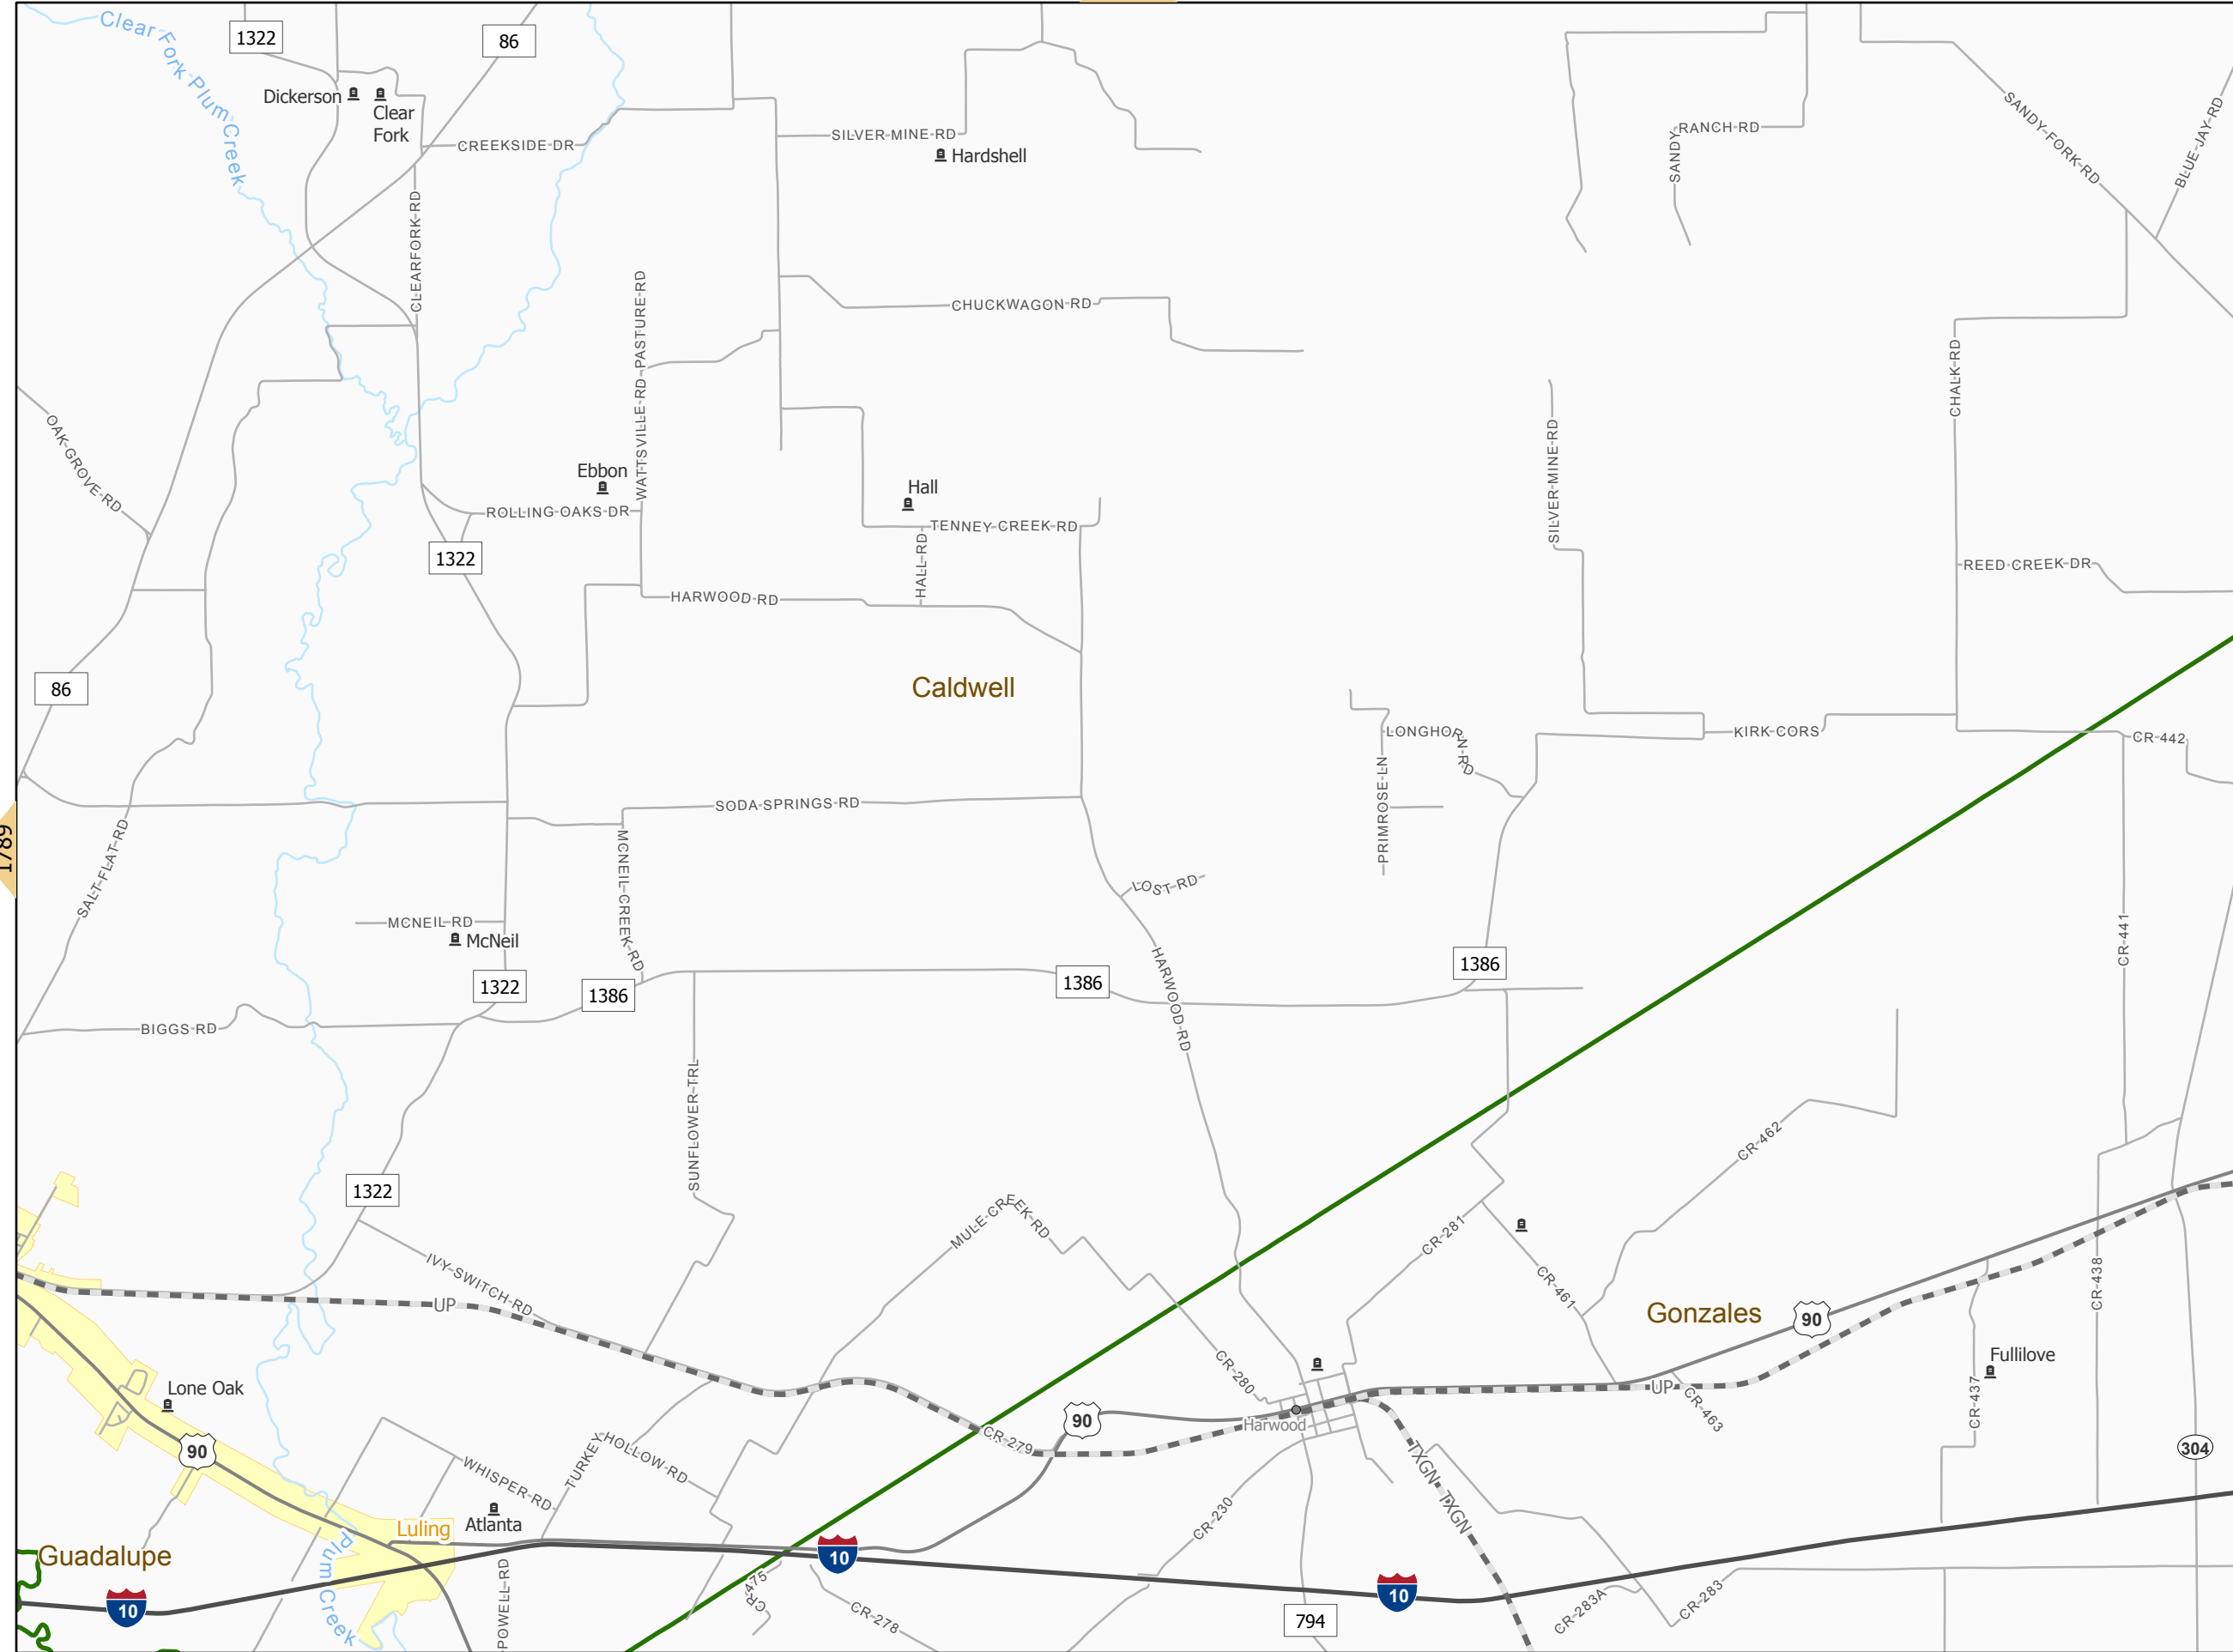 Clear Fork Plum Creek
1322
86
Dickerson
Clear
Fork
CREEKSIDE DR
SILVER MINE RD
Hardshell
SANDY
RANCH RD
SANDY FORK RD
BLUE JAY RD
CLEARFORK RD
WATTSVILLE RD PASTURE RD
CHUCKWAGON RD
CHALK RD
OAK GROVE RD
Ebbon
Hall
SILVER MINE RD
ROLLING OAKS DR
TENNEY CREEK RD
1322
HALL RD
REED CREEK DR
HARWOOD RD
86
Caldwell
LONGHORN RD
KIRK CORS
CR 442
PRIMROSE LN
1789
SODA SPRINGS RD
SALT FLAT RD
MCNEIL CREEK RD
LOST RD
MCNEIL RD
McNeil
CR 441
1322
1386
1386
1386
HARWOOD RD
BIGGS RD
SUNFLOWER TRL
CR 462
1322
MULE CREEK RD
CR 281
IVY SWITCH RD
CR 461
CR 438
UP
Gonzales
90
CR 280
Fullilove
Lone Oak
UP
CR 463
CR 437
90
Harwood
CR 279
90
304
TURKEY HOLLOW RD
WHISPER RD
TXGN
TXGN
CR 230
Atlanta
Luling
Plum Creek
Guadalupe
10
10
10
POWELL RD
CR 475
CR 278
794
CR 283A
CR 283